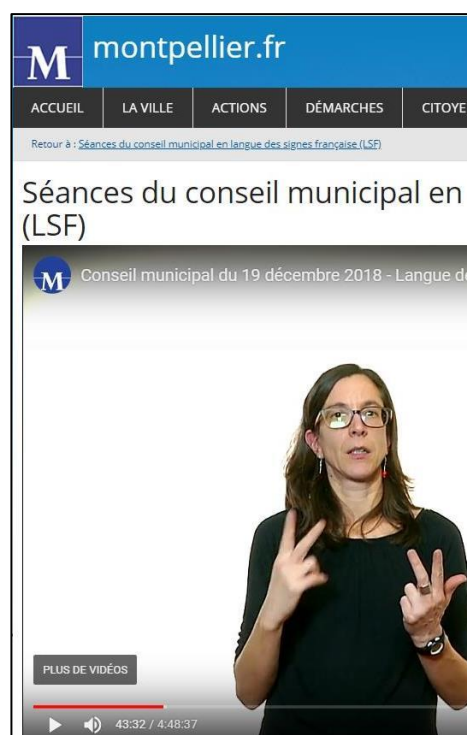 M montpellier.fr
ACCUEIL LA VILLE ACTIONS DÉMARCHES CITOYE
Retour à : Séances du conseil municipal en langue des signes française (LSF)
Séances du conseil municipal en
(LSF)
M Conseil municipal du 19 décembre 2018 - Langue de
PLUS DE VIDÉOS
43:32 / 4:48:37